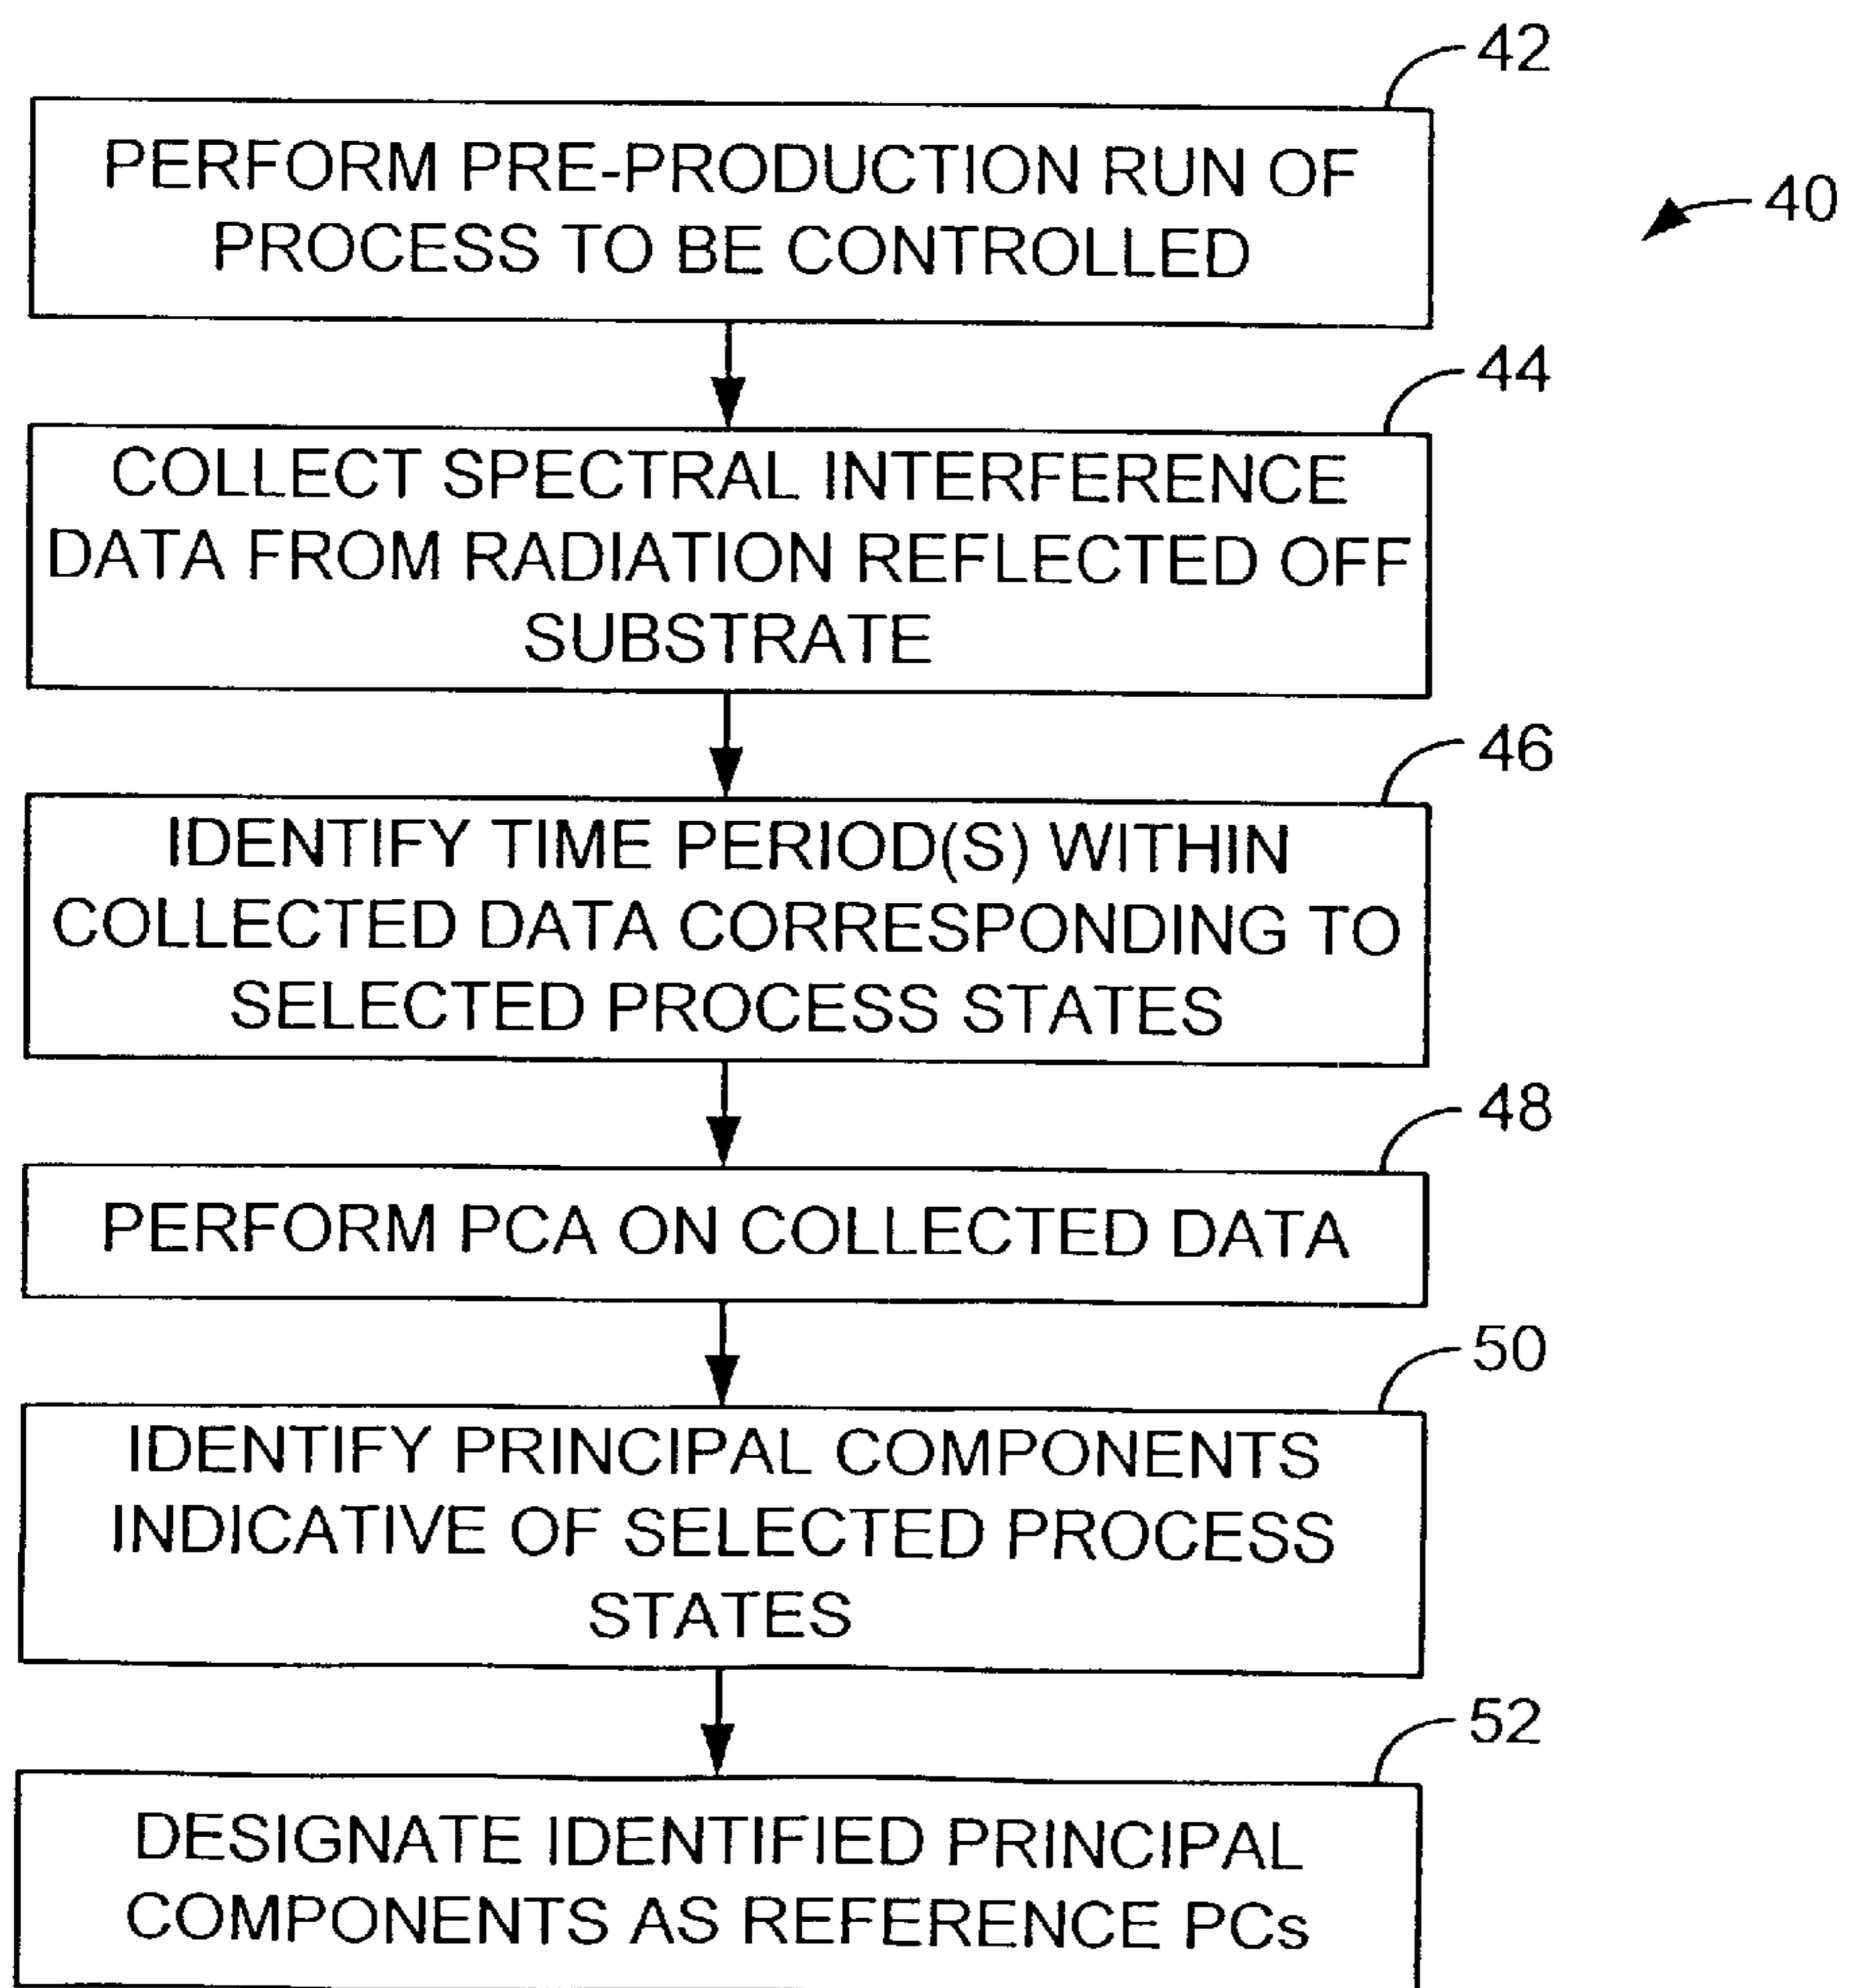 42
PERFORM PRE-PRODUCTION RUN OF
PROCESS TO BE CONTROLLED
40
44
COLLECT SPECTRAL INTERFERENCE
DATA FROM RADIATION REFLECTED OFF
SUBSTRATE
46
IDENTIFY TIME PERIOD(S) WITHIN
COLLECTED DATA CORRESPONDING TO
SELECTED PROCESS STATES
48
PERFORM PCA ON COLLECTED DATA
50
IDENTIFY PRINCIPAL COMPONENTS
INDICATIVE OF SELECTED PROCESS
STATES
52
DESIGNATE IDENTIFIED PRINCIPAL
COMPONENTS AS REFERENCE PCs